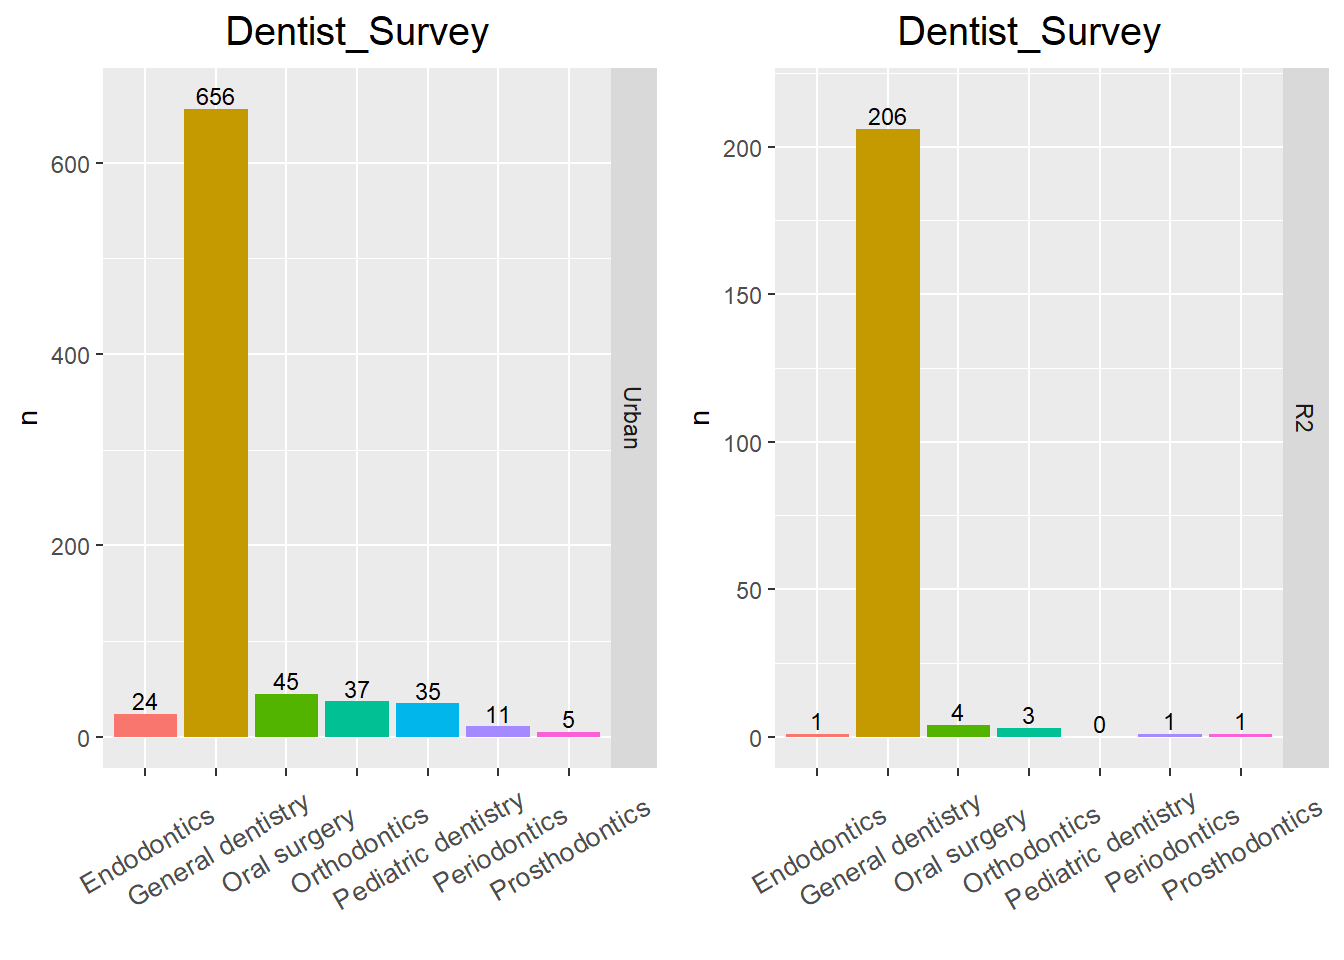 Dentist_Survey
656
600
400
200
0
n
24
45
37
35
11
5
Urban
Endodontics
General dentistry
Oral surgery
Orthodontics
Pediatric dentistry
Periodontics
Prosthodontics
Dentist_Survey
206
200
150
100
50
0
n
1
4
3
0
1
1
R2
Endodontics
General dentistry
Oral surgery
Orthodontics
Pediatric dentistry
Periodontics
Prosthodontics